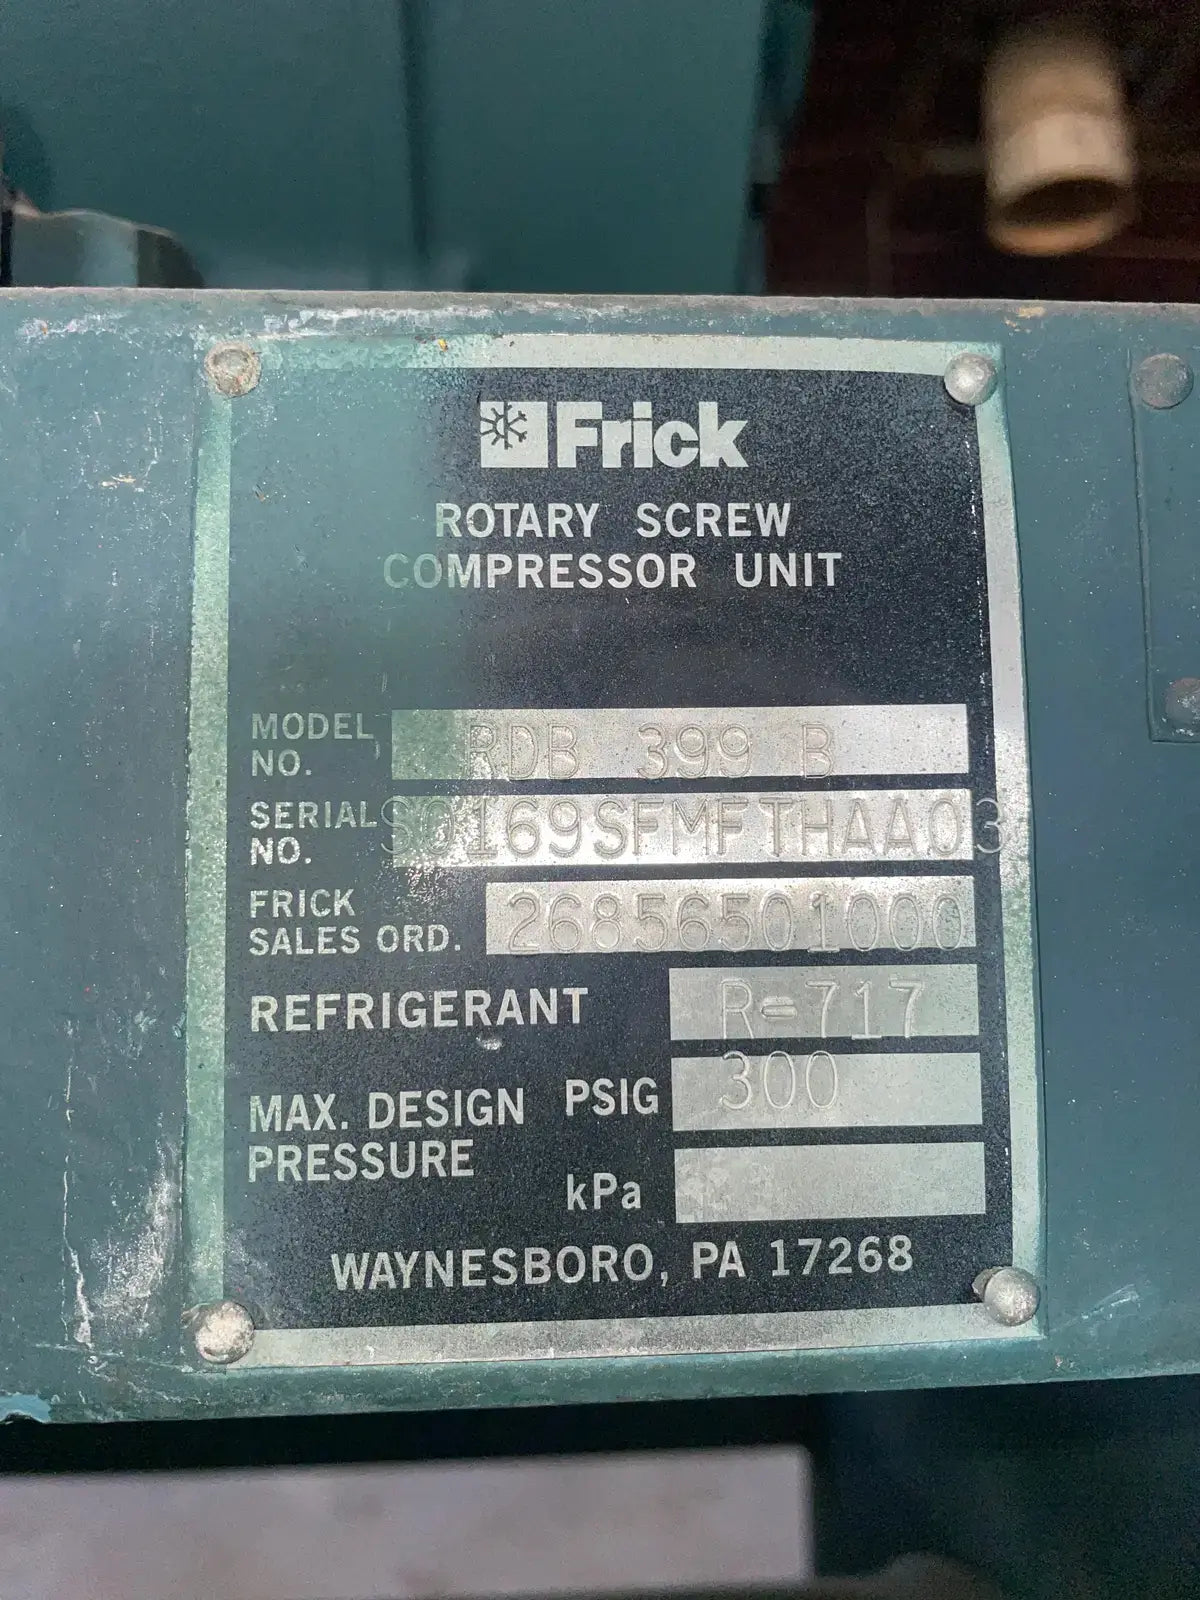 Frick
ROTARY SCREW
COMPRESSOR UNIT
MODEL NO. RDB 399 B
SERIAL NO. S0169SFMFTHAA03
FRICK SALES ORD. 26856501000
REFRIGERANT R-717
MAX. DESIGN PRESSURE PSIG 300
kPa
WAYNESBORO, PA 17268